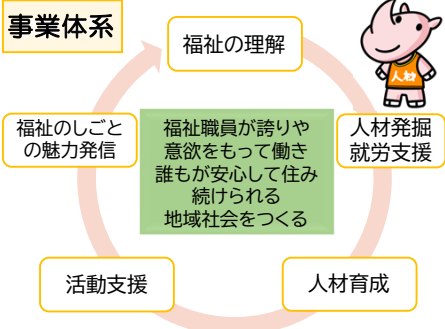 事業体系
福祉の理解
人材
人材発掘
就労支援
人材育成
活動支援
福祉のしごと
の魅力発信
福祉職員が誇りや
意欲をもって働き
誰もが安心して住み
続けられる
地域社会をつくる